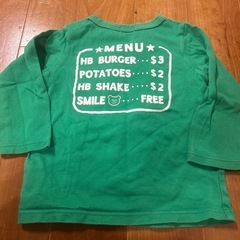 ★MENU★
HB BURGER···$3
POTATOES····$2
HB SHAKE····$2
SMILE ····FREE